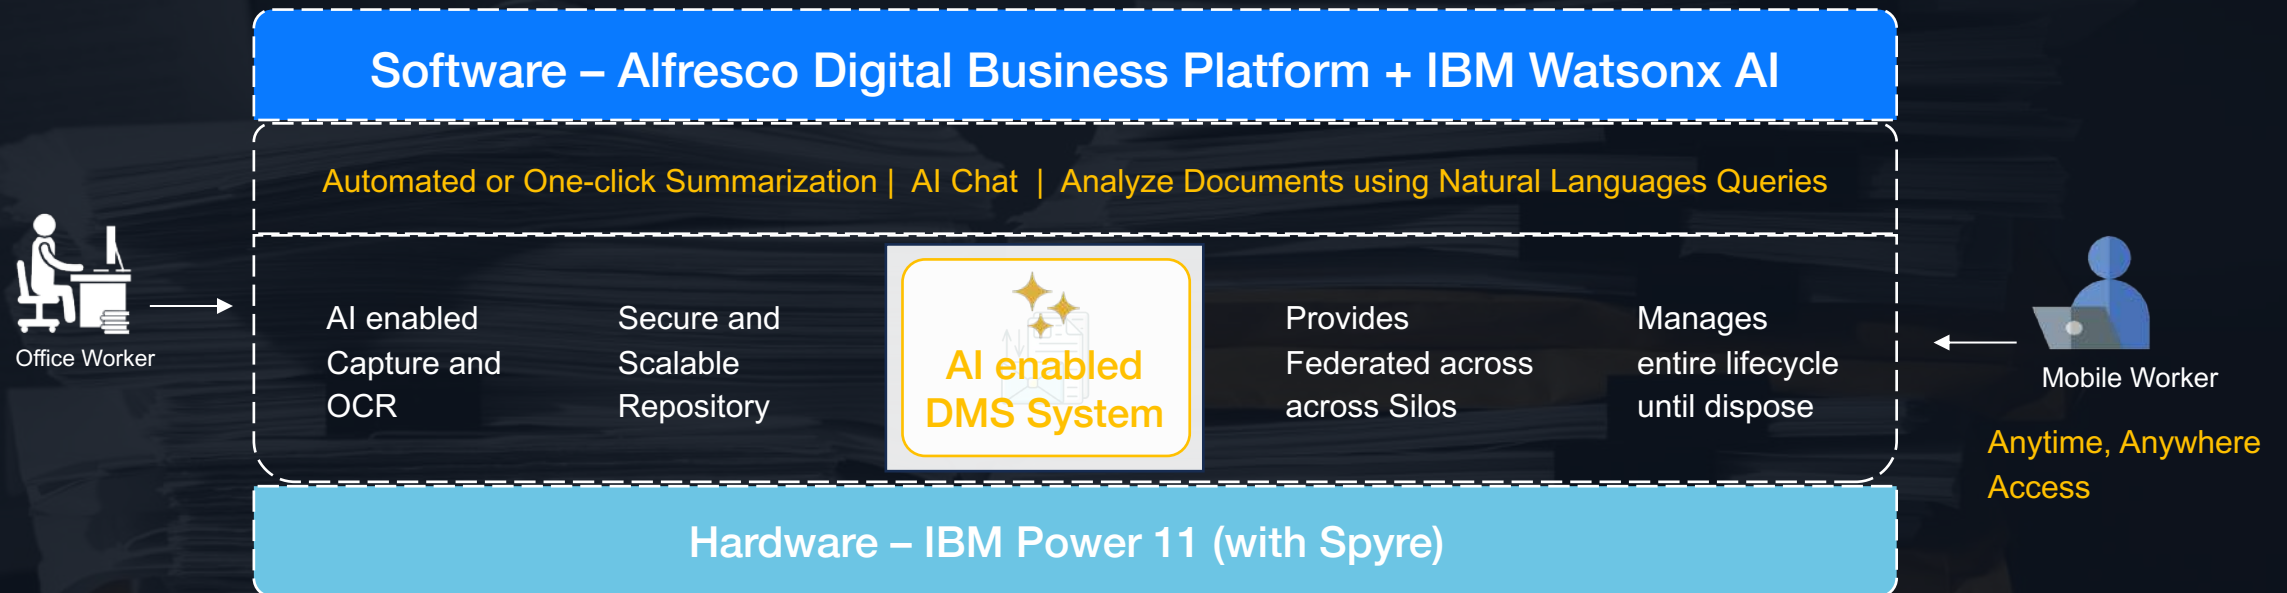 Software – Alfresco Digital Business Platform + IBM Watsonx AI
Automated or One-click Summarization | AI Chat | Analyze Documents using Natural Languages Queries
Office Worker
AI enabled
Capture and
OCR
Secure and
Scalable
Repository
AI enabled
DMS System
Provides
Federated across
across Silos
Manages
entire lifecycle
until dispose
Mobile Worker
Anytime, Anywhere
Access
Hardware – IBM Power 11 (with Spyre)